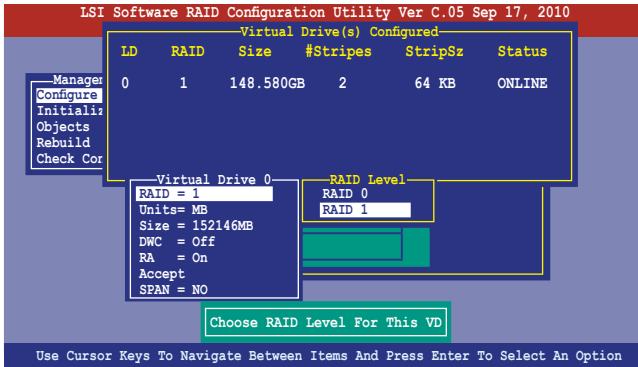 LSI Software RAID Configuration Utility Ver C.05 Sep 17, 2010
Virtual Drive(s) Configured
LD RAID Size #Stripes StripSz Status
0 1 148.580GB 2 64 KB ONLINE
Configure
Objects
Rebuild
Virtual Drive 0
RAID = 1
Units= MB
Size = 152146MB
DWC = Off
RA = On
Accept
SPAN = NO
RAID Level
RAID 0
RAID 1
Choose RAID Level For This VD
Use Cursor Keys To Navigate Between Items And Press Enter To Select An Option